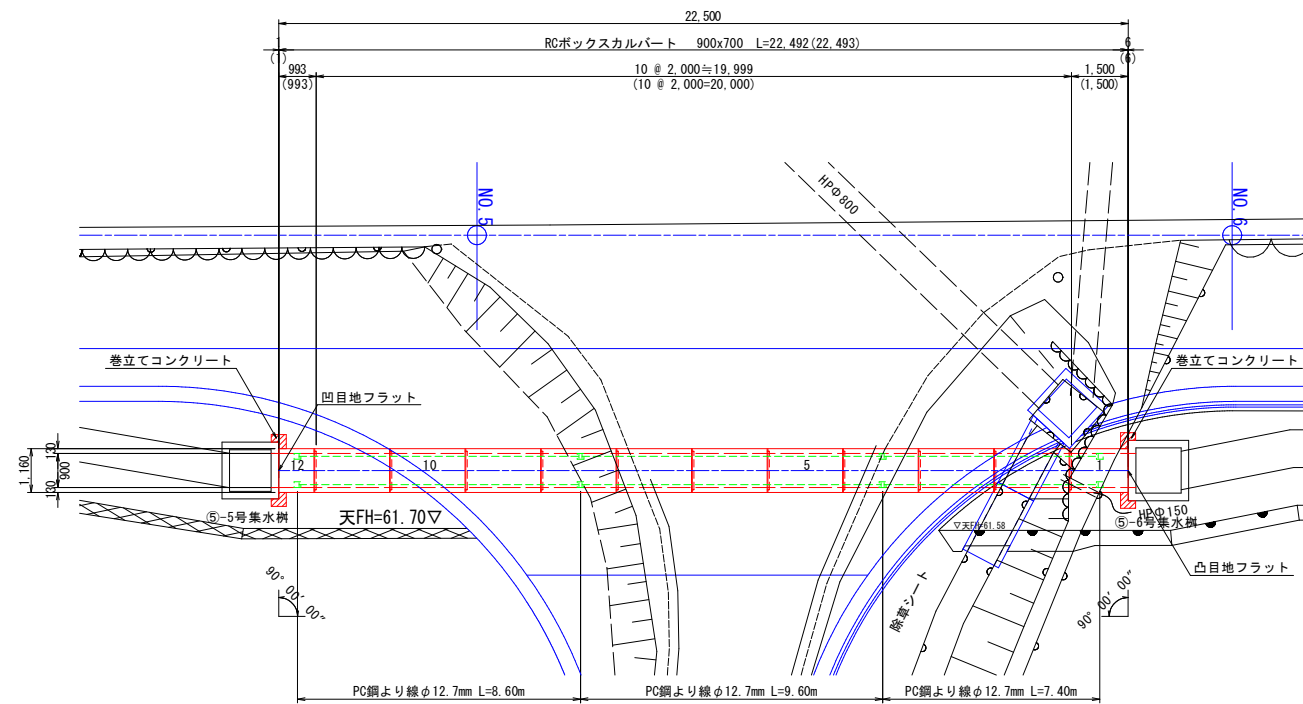 22,500
RCボックスカルバート 900x700 L=22,492(22,493)
1
(1)
6
(6)
993
(993)
10 @ 2,000≒19,999
(10 @ 2,000=20,000)
1,500
(1,500)
HPΦ800
NO.5
NO.6
巻立てコンクリート
巻立てコンクリート
凹目地フラット
1,160
130
900
130
12
10
5
1
⑤-5号集水桝
天FH=61.70▽
▽天FH=61.58
HPΦ150
⑤-6号集水桝
凸目地フラット
除草シート
90° 00′ 00″
90° 00′ 00″
PC鋼より線φ12.7mm L=8.60m
PC鋼より線φ12.7mm L=9.60m
PC鋼より線φ12.7mm L=7.40m